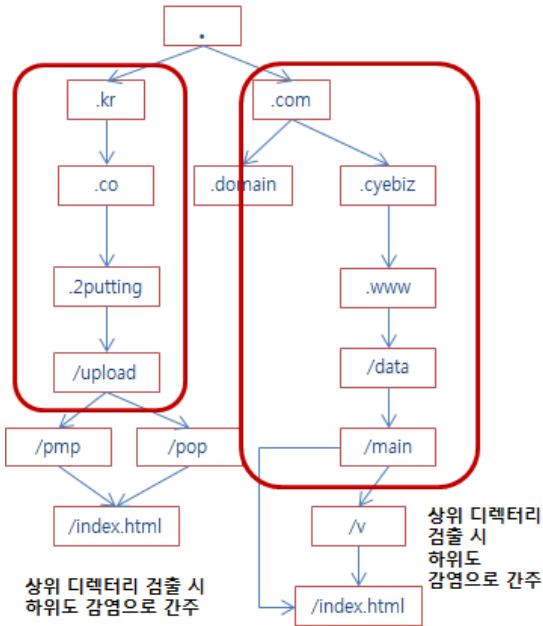 .
.kr
.com
.co
.domain
.cyebiz
.2putting
.www
/upload
/data
/pmp
/pop
/main
/index.html
/v
상위 디렉터리
검출 시
하위도
감염으로 간주
상위 디렉터리 검출 시
하위도 감염으로 간주
/index.html